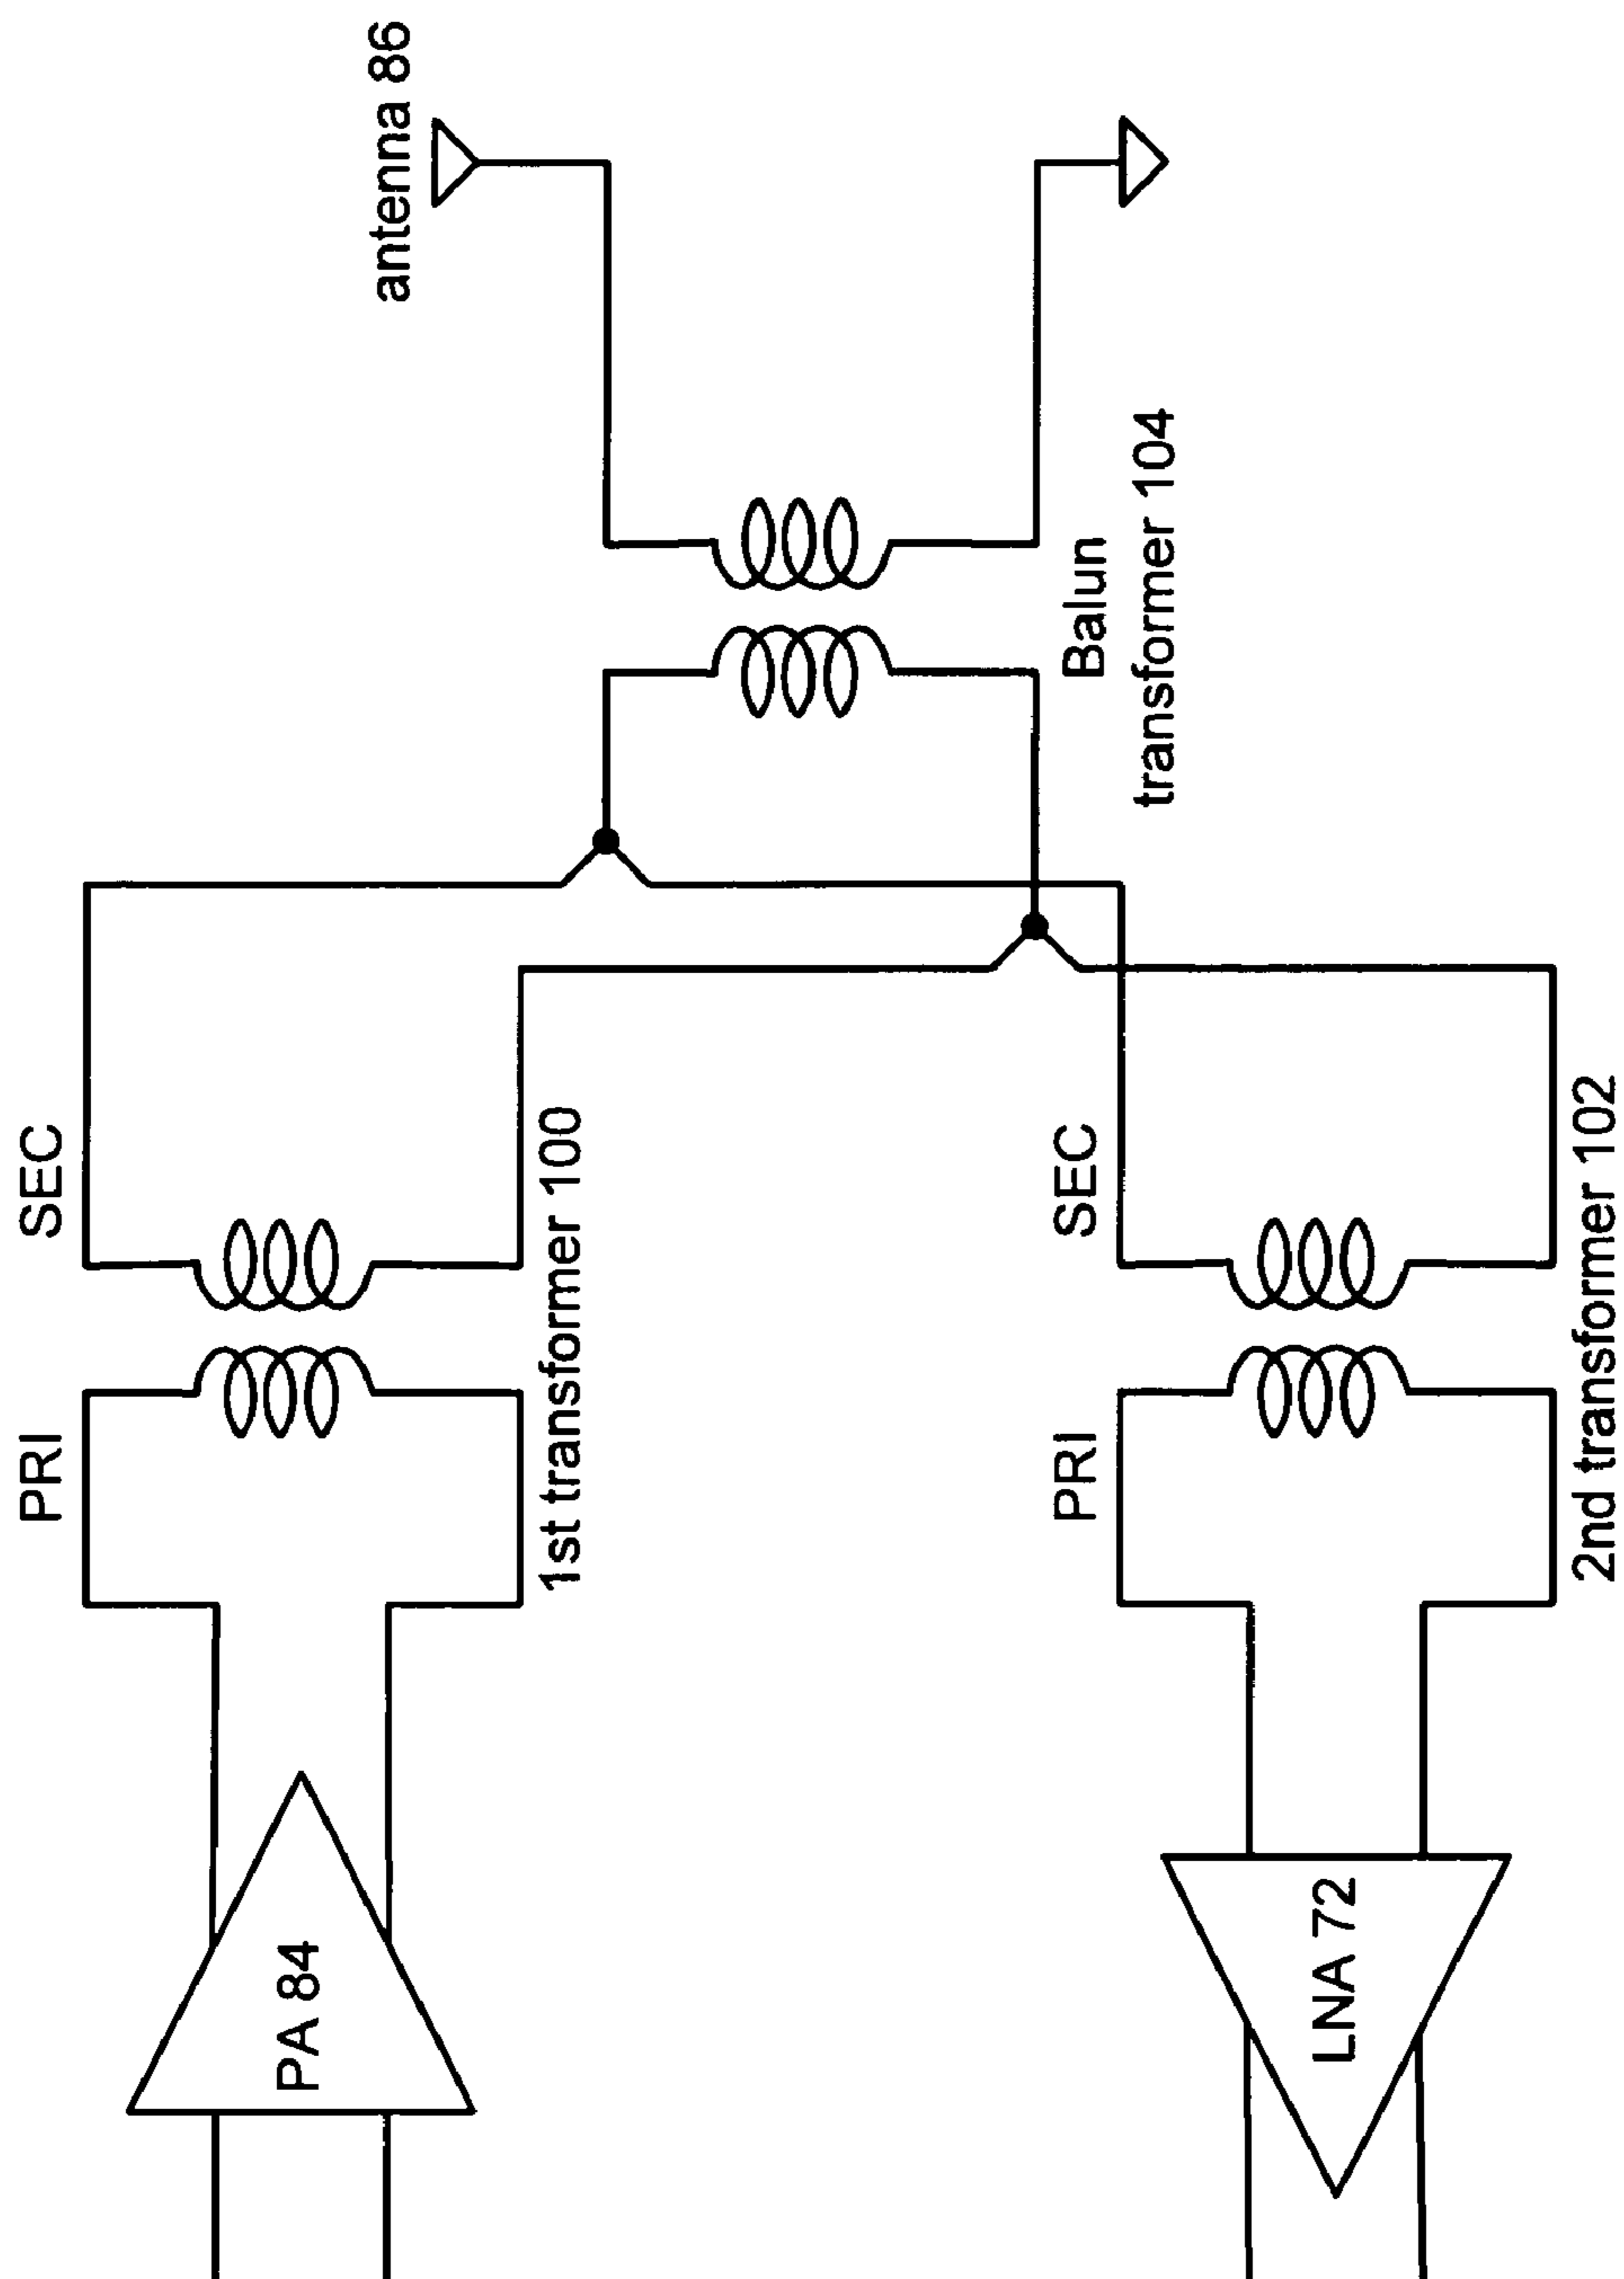 antenna 86
Balun
transformer 104
SEC
PRI
1st transformer 100
PA 84
SEC
PRI
2nd transformer 102
LNA 72